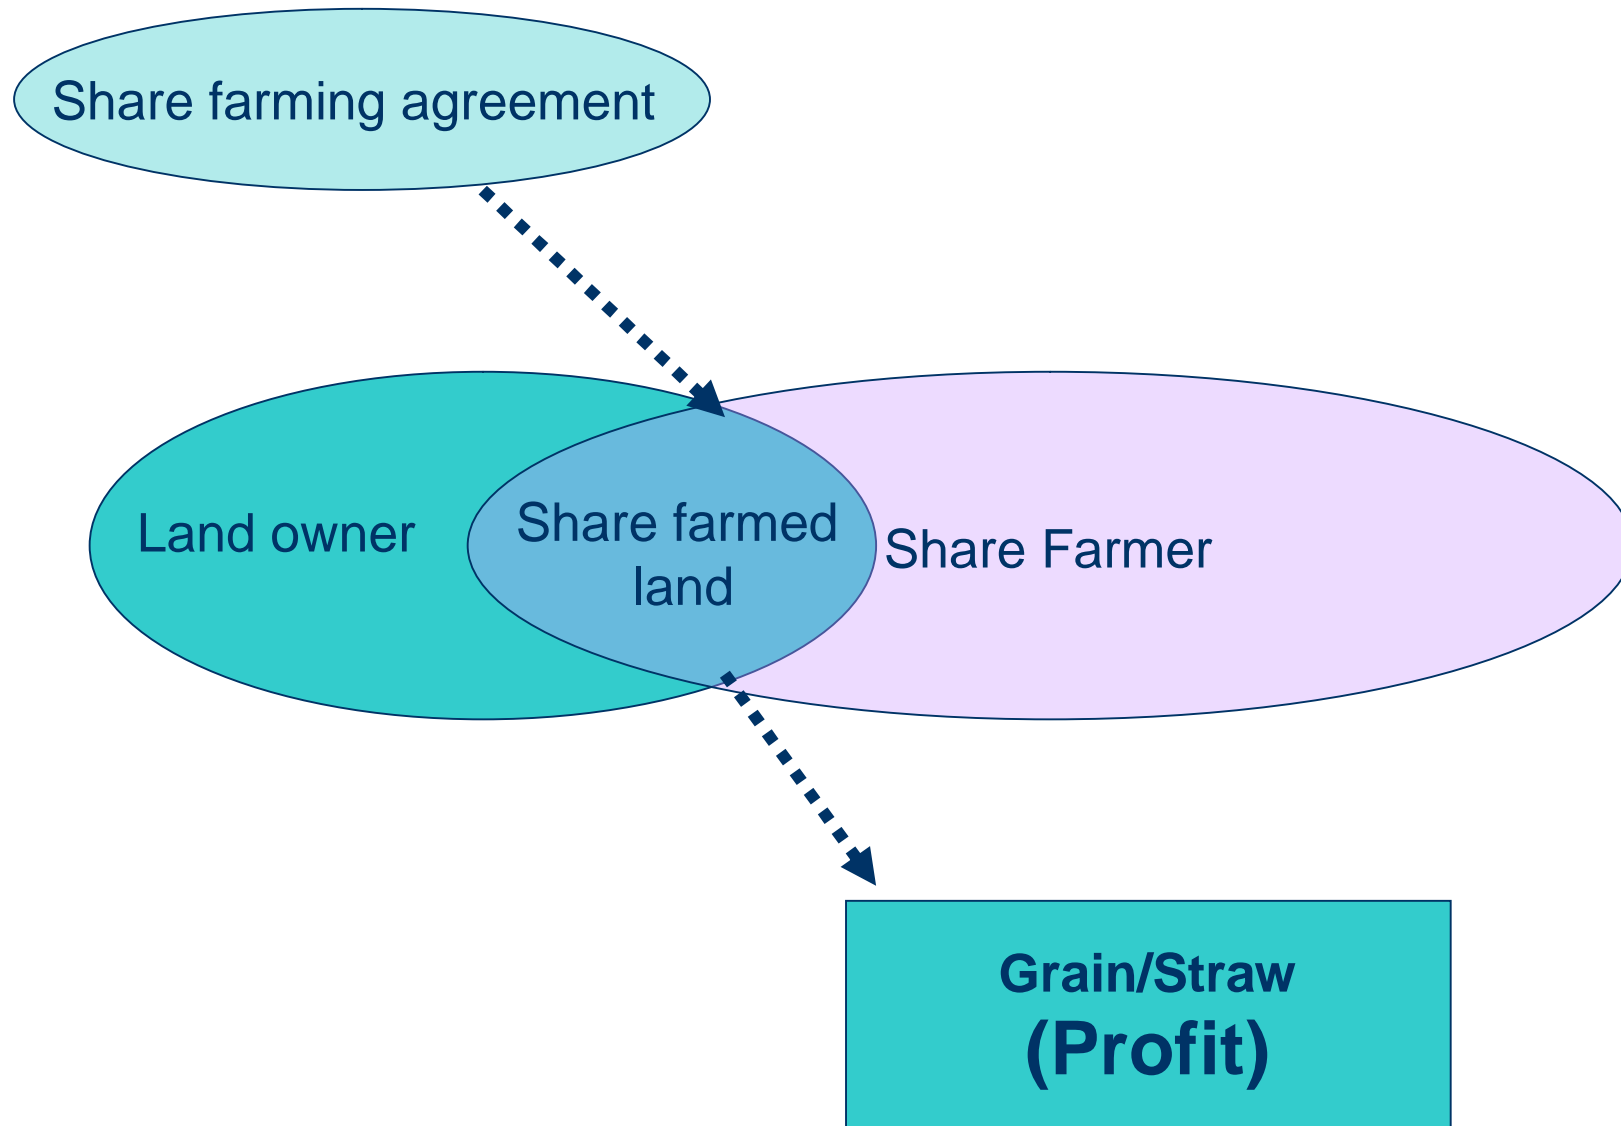 Share farming agreement
Land owner
Share farmed
land
Share Farmer
Grain/Straw
(Profit)